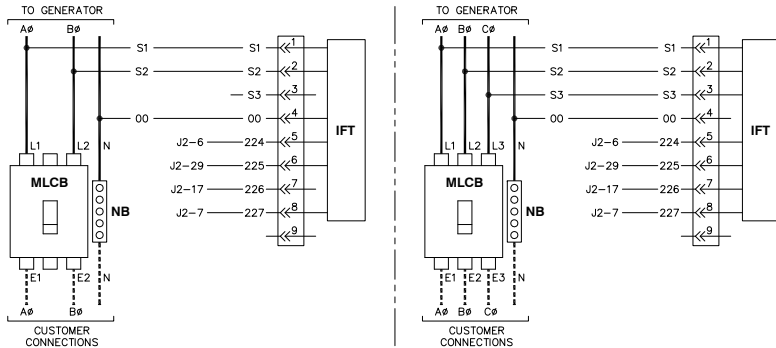 TO GENERATOR
AØ BØ
S1 S1 1
S2 S2 2
S3 3
00 00 4
J2-6 224 5
J2-29 225 6
J2-17 226 7
J2-7 227 8
9
IFT
L1 L2 N
MLCB
NB
E1 E2 N
AØ BØ
CUSTOMER
CONNECTIONS
TO GENERATOR
AØ BØ CØ
S1 S1 1
S2 S2 2
S3 S3 3
00 00 4
J2-6 224 5
J2-29 225 6
J2-17 226 7
J2-7 227 8
9
IFT
L1 L2 L3 N
MLCB
NB
E1 E2 E3 N
AØ BØ CØ
CUSTOMER
CONNECTIONS